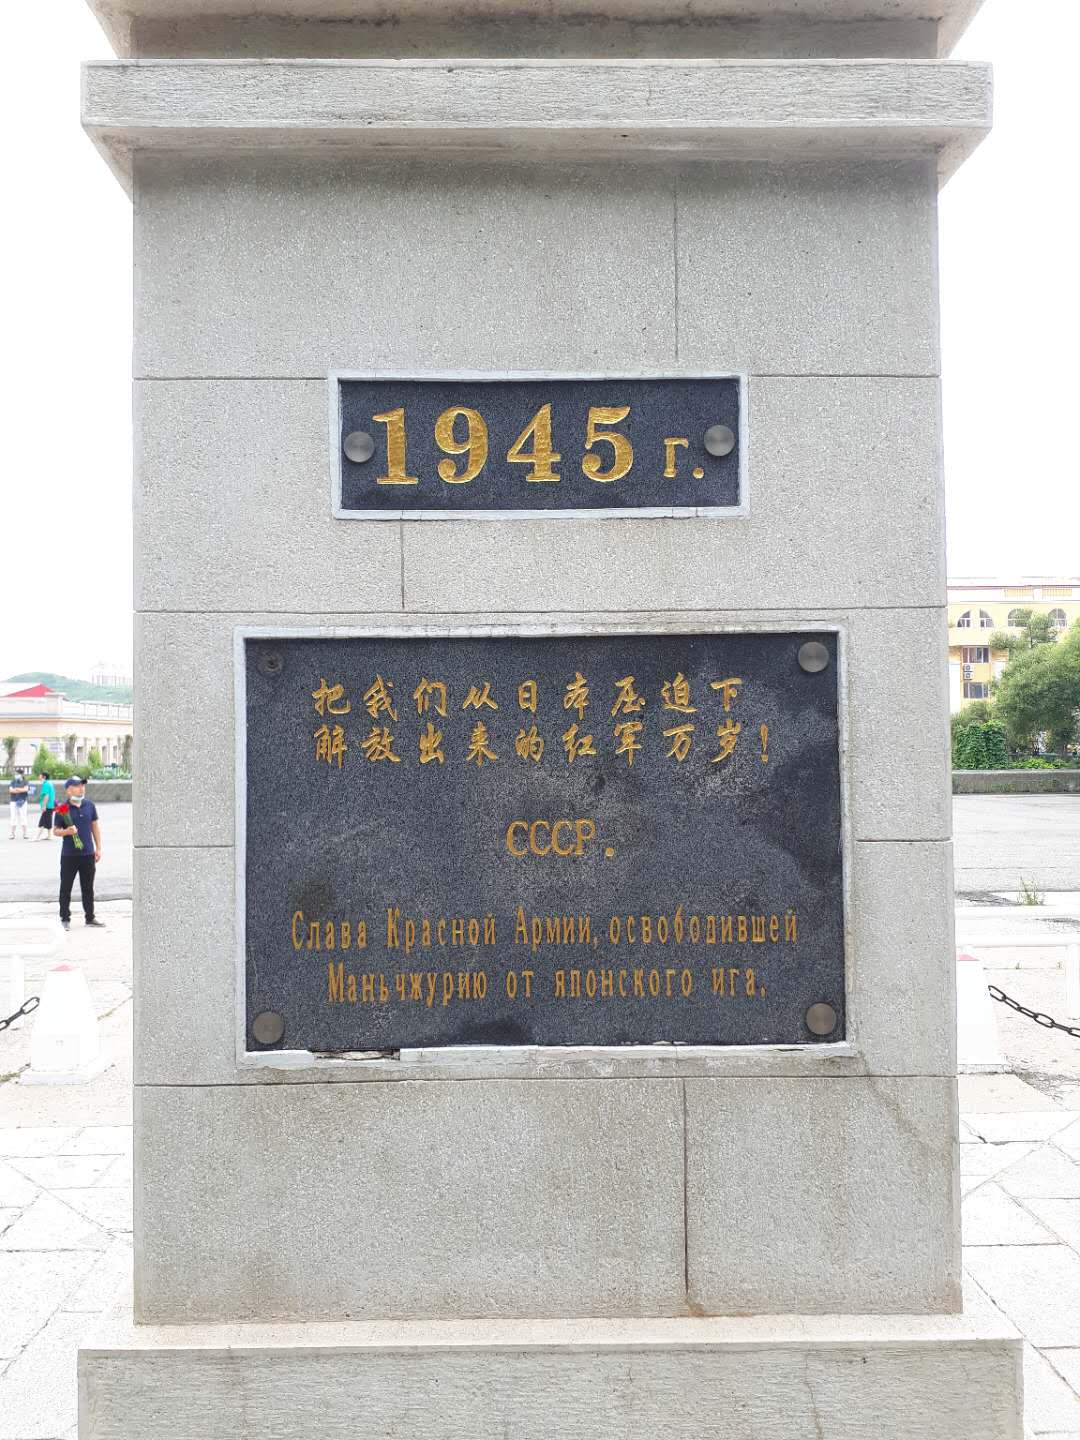 1945 г.
把我们从日本压迫下
解放出来的红军万岁！
СССР.
Слава Красной Армии, освободившей
Маньчжурию от японского ига.